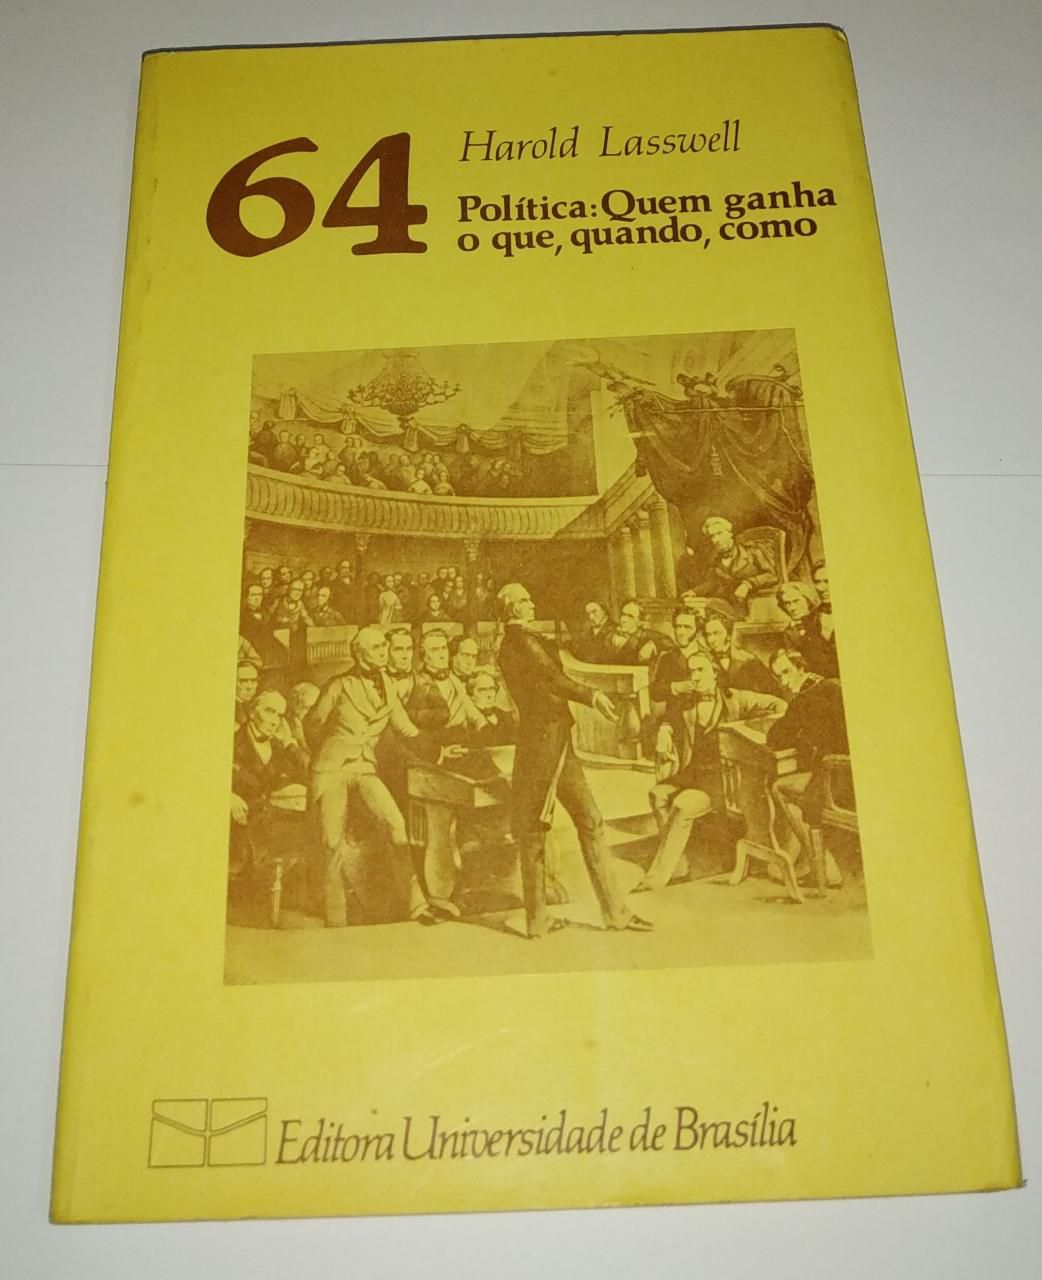 64
Harold Lasswell
Política: Quem ganha
o que, quando, como
Editora Universidade de Brasília